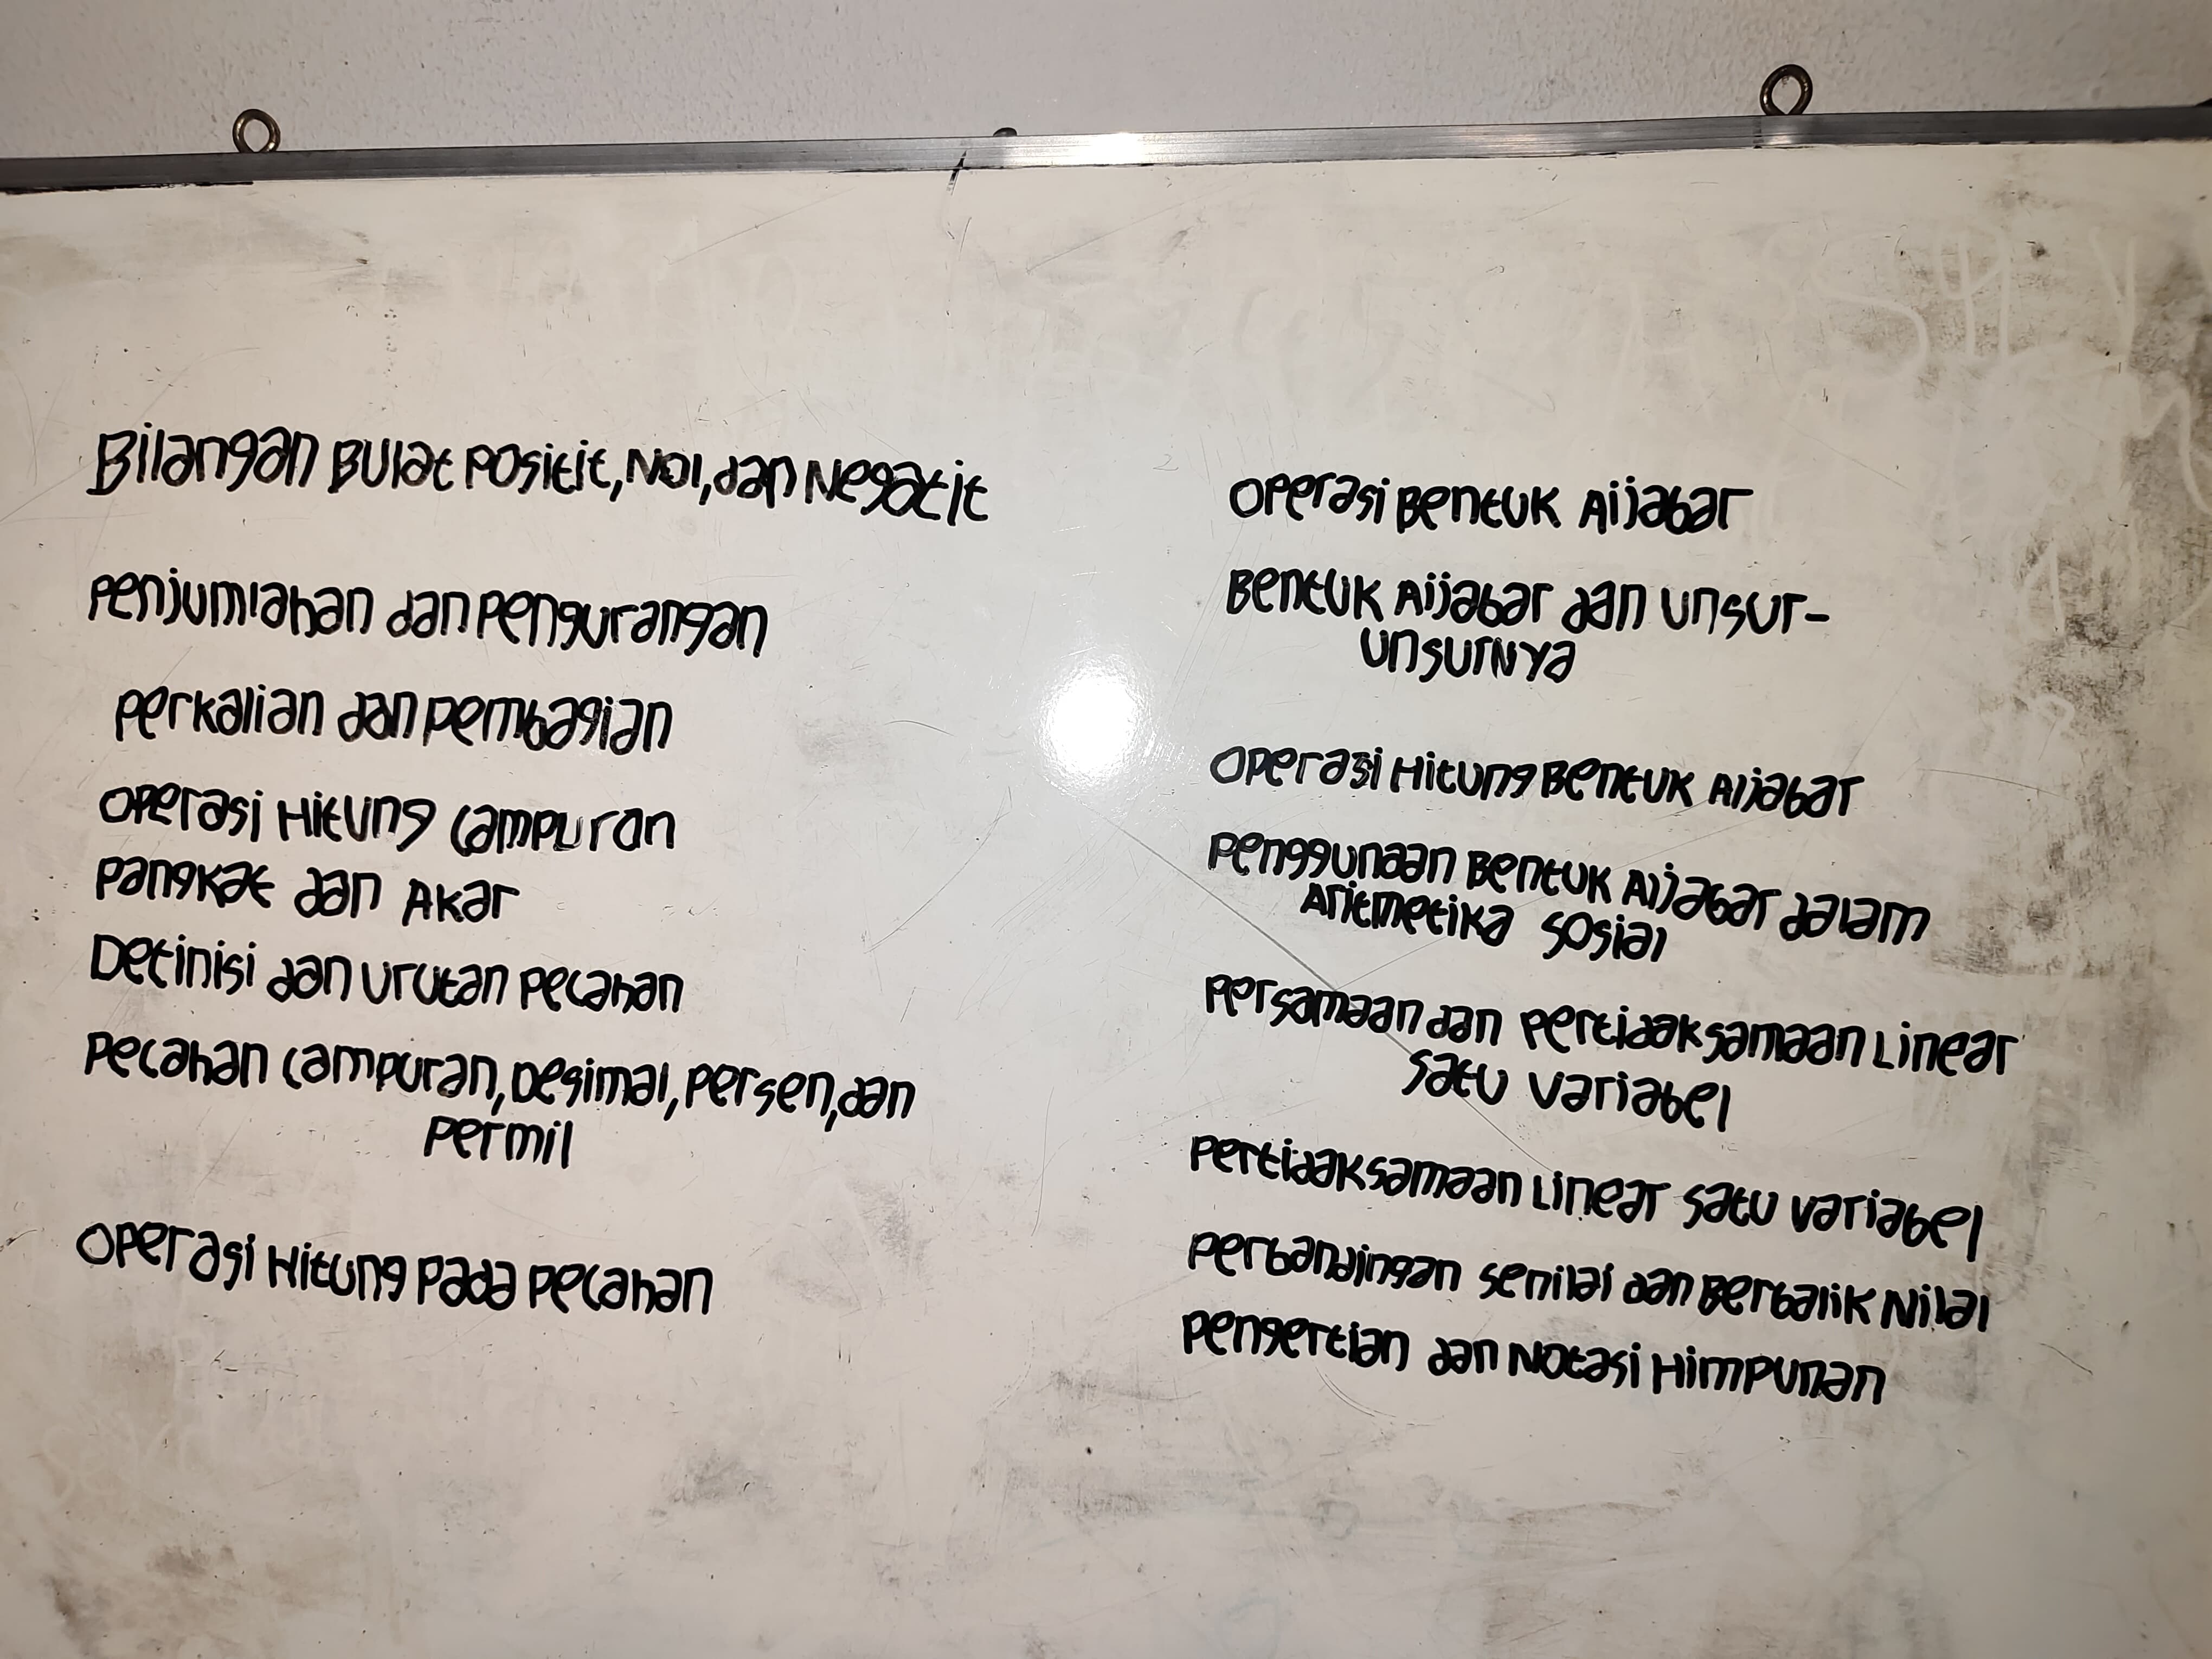 Bilangan Bulat Positif, Nol, dan Negatif
Penjumlahan dan Pengurangan
Perkalian dan Pembagian
Operasi Hitung Campuran
Pangkat dan Akar
Definisi dan Urutan Pecahan
Pecahan Campuran, Desimal, Persen, dan
Permil
Operasi Hitung Pada Pecahan
Operasi Bentuk Aljabar
Bentuk Aljabar dan Unsur-
Unsurnya
Operasi Hitung Bentuk Aljabar
Penggunaan Bentuk Aljabar dalam
Aritmetika Sosial
Persamaan dan Pertidaksamaan Linear
Satu Variabel
Pertidaksamaan Linear Satu Variabel
Perbandingan Senilai dan Berbalik Nilai
Pengertian dan Notasi Himpunan